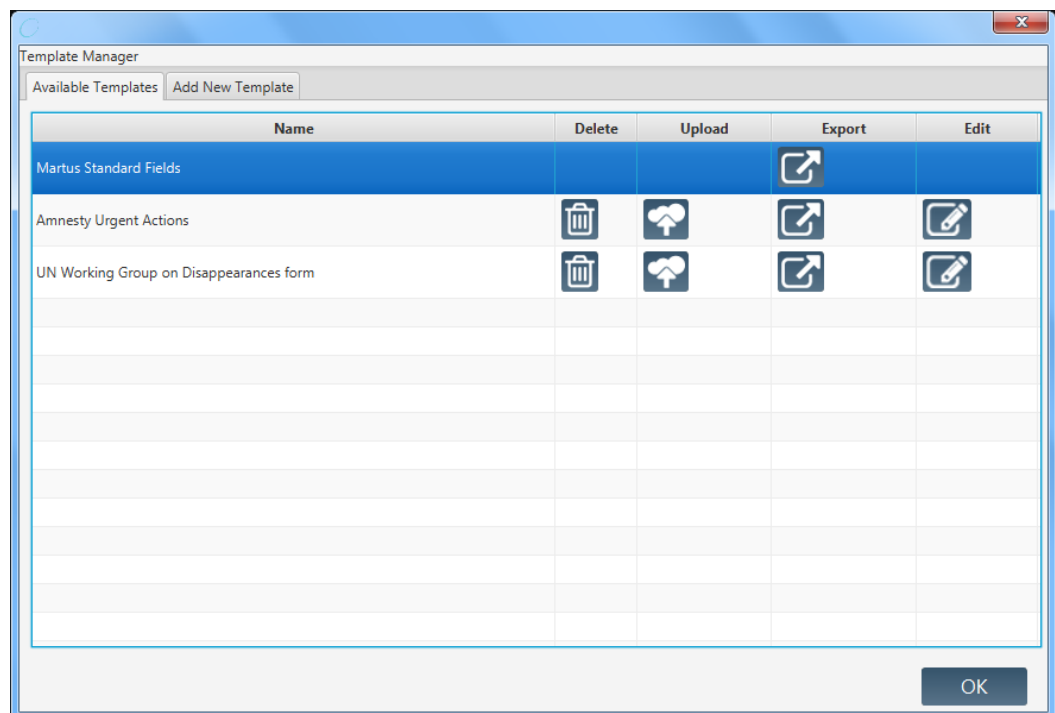 Template Manager
Available Templates Add New Template
Name Delete Upload Export Edit
Martus Standard Fields
Amnesty Urgent Actions
UN Working Group on Disappearances form
OK